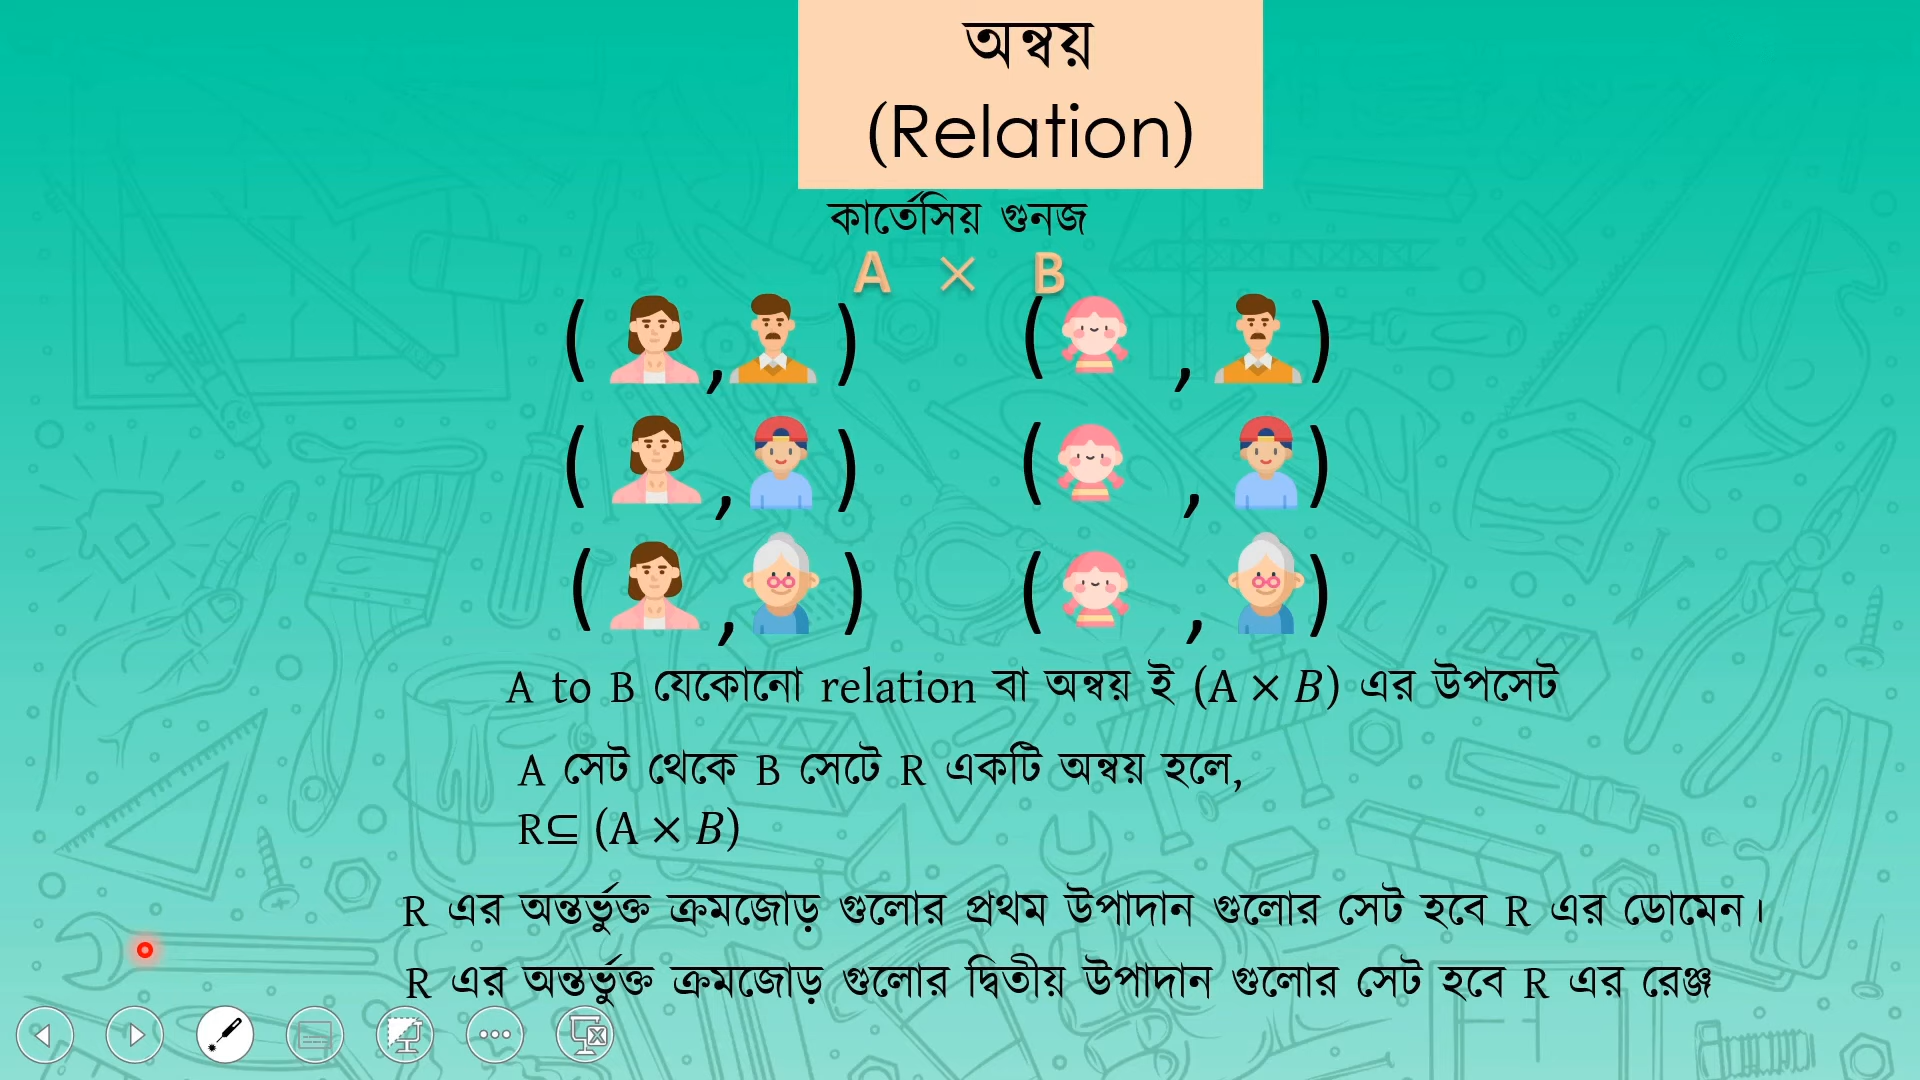 অন্বয়
(Relation)
কার্তেসিয় গুনজ
A × B
( , ) ( , )
( , ) ( , )
( , ) ( , )
A to B যেকোনো relation বা অন্বয় ই (A × B) এর উপসেট
A সেট থেকে B সেটে R একটি অন্বয় হলে,
R⊆ (A × B)
R এর অন্তর্ভুক্ত ক্রমজোড় গুলোর প্রথম উপাদান গুলোর সেট হবে R এর ডোমেন।
R এর অন্তর্ভুক্ত ক্রমজোড় গুলোর দ্বিতীয় উপাদান গুলোর সেট হবে R এর রেঞ্জ